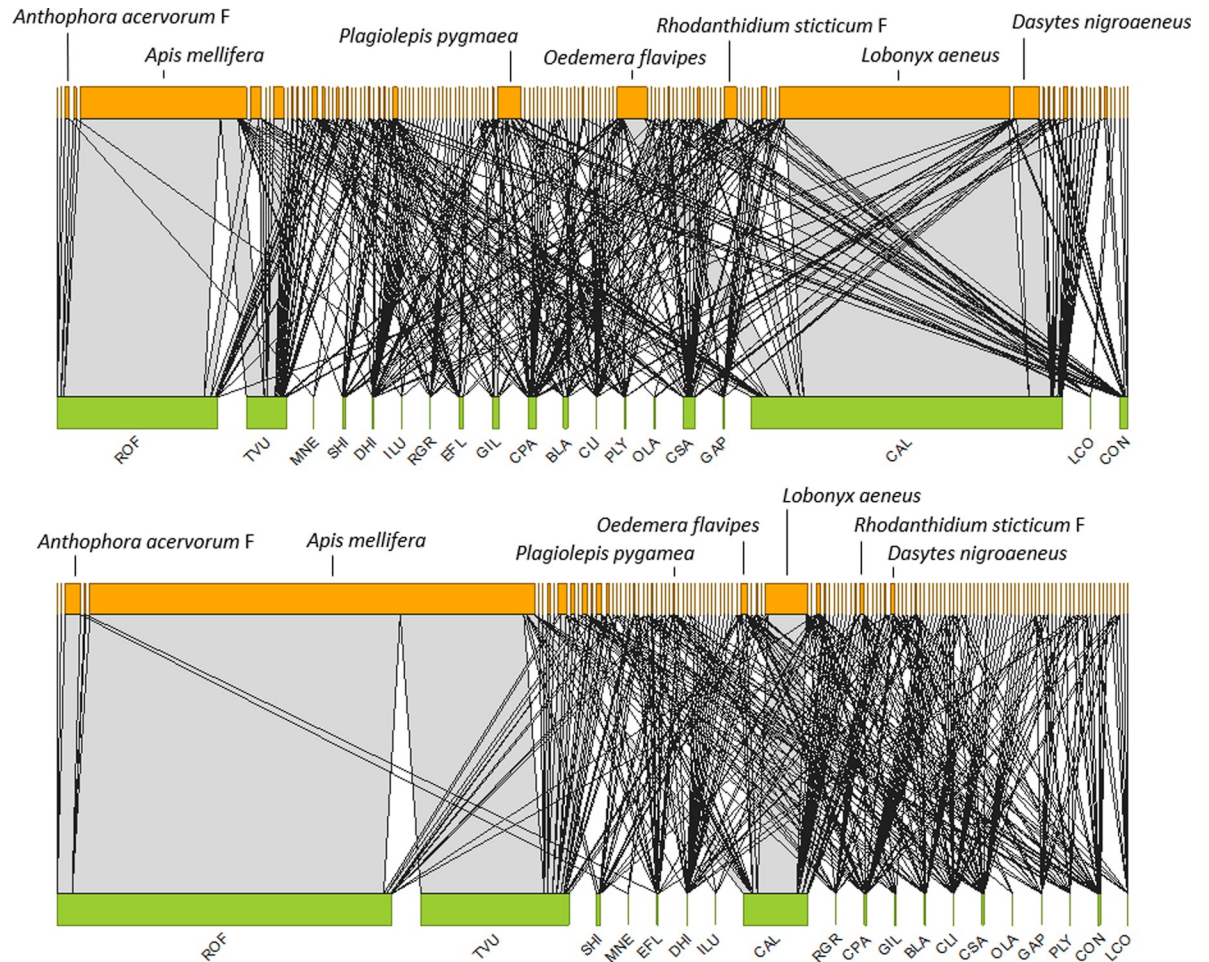 Anthophora acervorum F
Apis mellifera
Plagiolepis pygmaea
Oedemera flavipes
Rhodanthidium sticticum F
Lobonyx aeneus
Dasytes nigroaeneus
ROF TVU MNE SHI DHI ILU RGR EFL GIL CPA BLA CLI PLY OLA CSA GAP CAL LCO CON
Lobonyx aeneus
Anthophora acervorum F
Apis mellifera
Oedemera flavipes
Rhodanthidium sticticum F
Plagiolepis pygamea
Dasytes nigroaeneus
ROF TVU SHI MNE EFL DHI ILU CAL RGR CPA GIL BLA CLI CSA OLA GAP PLY CON LCO